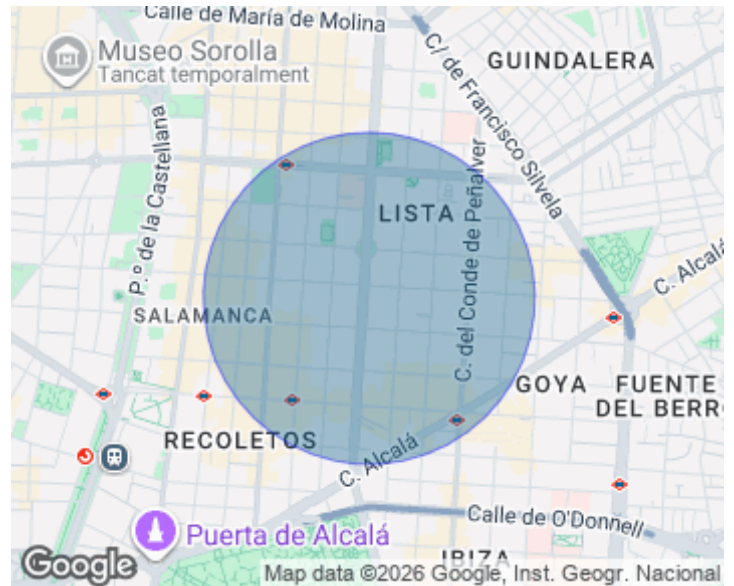 Calle de María de Molina
Museo Sorolla
Tancat temporalment
GUINDALERA
C/ de Francisco Silvela
P.º de la Castellana
LISTA
C. del Conde de Peñalver
C. Alcalá
SALAMANCA
GOYA
FUENTE
DEL BERR
RECOLETOS
C. Alcalá
Calle de O'Donnell
Puerta de Alcalá
IBIZA
Google
Map data ©2026 Google, Inst. Geogr. Nacional